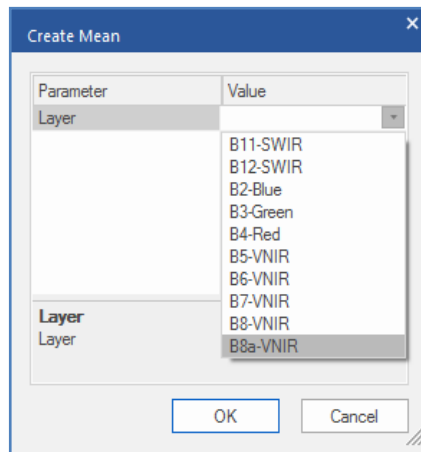 Create Mean
Parameter Value
Layer
B11-SWIR
B12-SWIR
B2-Blue
B3-Green
B4-Red
B5-VNIR
B6-VNIR
B7-VNIR
B8-VNIR
B8a-VNIR
Layer
Layer
OK Cancel